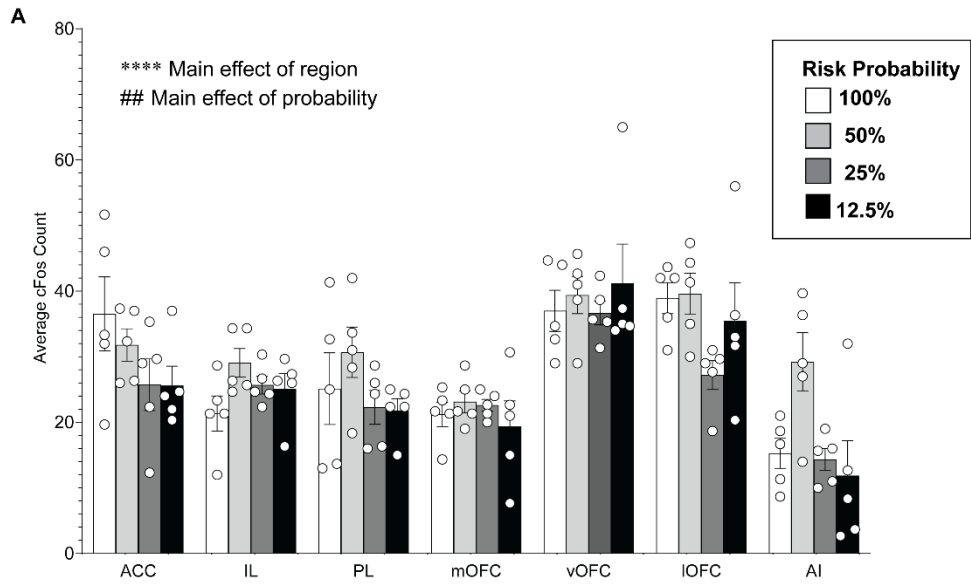 A
**** Main effect of region
## Main effect of probability
Risk Probability
100%
50%
25%
12.5%
Average cFos Count
80
60
40
20
0
ACC IL PL mOFC vOFC lOFC AI